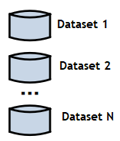 Dataset 1
Dataset 2
...
Dataset N